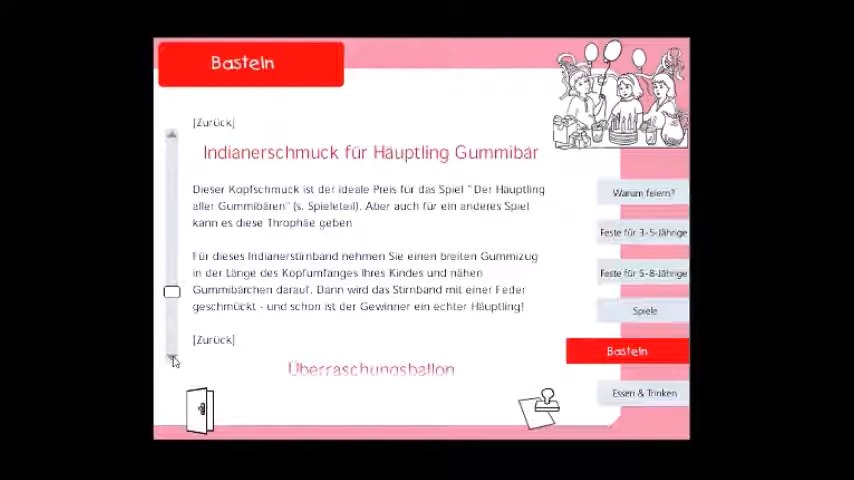 Basteln
[Zurück]
Indianerschmuck für Häuptling Gummibär
Dieser Kopfschmuck ist der ideale Preis für das Spiel "Der Häuptling
aller Gummibären" (s. Spieleteil). Aber auch für ein anderes Spiel
kann es diese Throphäe geben
Für dieses Indianerstirnband nehmen Sie einen breiten Gummizug
in der Länge des Kopfumfanges Ihres Kindes und nähen
Gummibärchen darauf. Dann wird das Stirnband mit einer Feder
geschmückt - und schon ist der Gewinner ein echter Häuptling!
[Zurück]
Überraschungsballon
Warum feiern?
Feste für 3-5-Jährige
Feste für 5-8-Jährige
Spiele
Basteln
Essen & Trinken